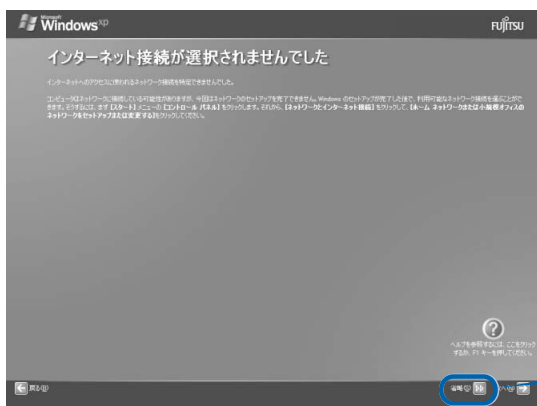 Microsoft
Windows xp
FUJITSU
インターネット接続が選択されませんでした
インターネットへのアクセスに使われるネットワーク接続を特定できませんでした。
コンピュータはネットワークに接続している可能性がありますが、今回はネットワークのセットアップを完了できません。Windows のセットアップが完了した後で、利用可能なネットワーク接続を選ぶことがで
きます。そうするには、まず [スタート] メニューの [コントロール パネル] をクリックします。それから、[ネットワークとインターネット接続] をクリックして、[ホーム ネットワークまたは小規模オフィスの
ネットワークをセットアップまたは変更する] をクリックしてください。
ヘルプを参照するには、ここをクリック
するか、F1 キーを押してください。
戻る(B)
省略(S)